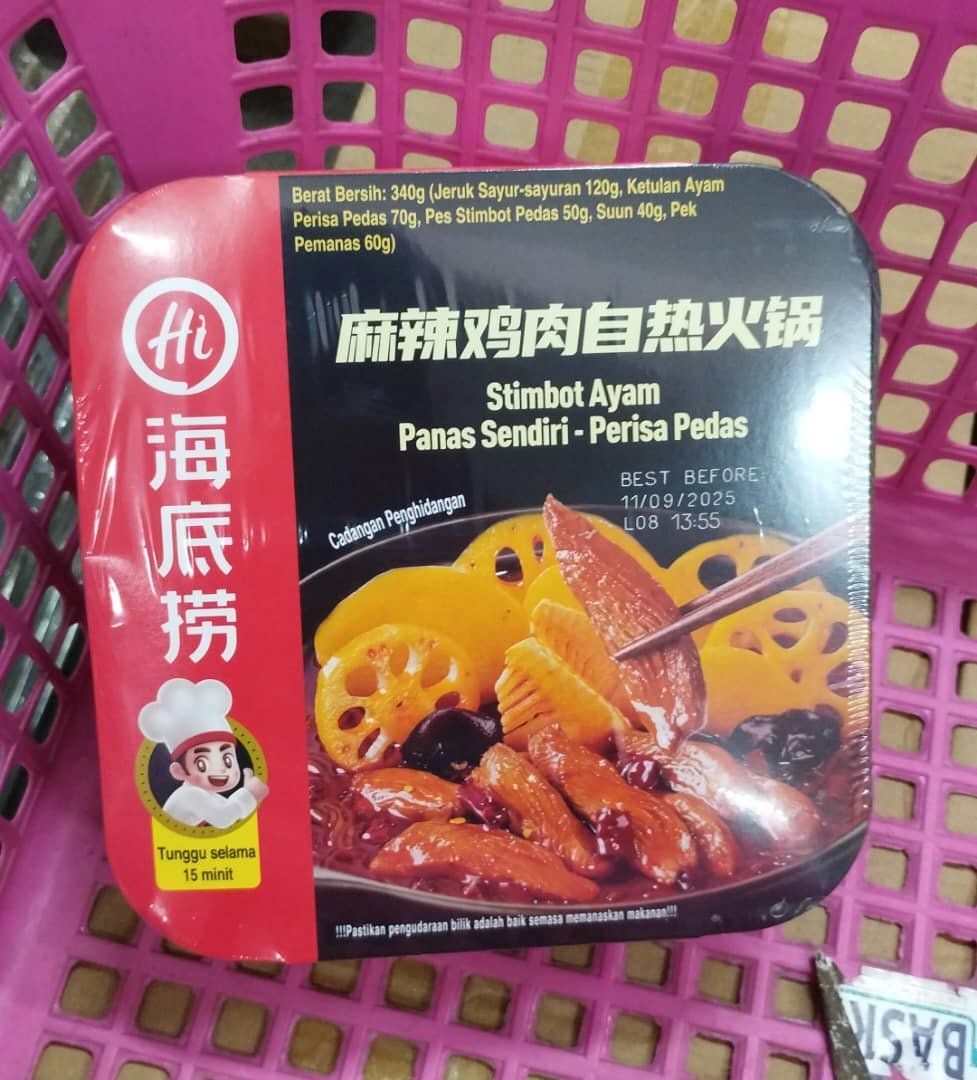 Berat Bersih: 340g (Jeruk Sayur-sayuran 120g, Ketulan Ayam
Perisa Pedas 70g, Pes Stimbot Pedas 50g, Suun 40g, Pek
Pemanas 60g)
Hi
海底捞
麻辣鸡肉自热火锅
Stimbot Ayam
Panas Sendiri - Perisa Pedas
BEST BEFORE:
11/09/2025
L08 13:55
Cadangan Penghidangan
Tunggu selama
15 minit
!!!Pastikan pengudaraan bilik adalah baik semasa memanaskan makanan!!!
BASK